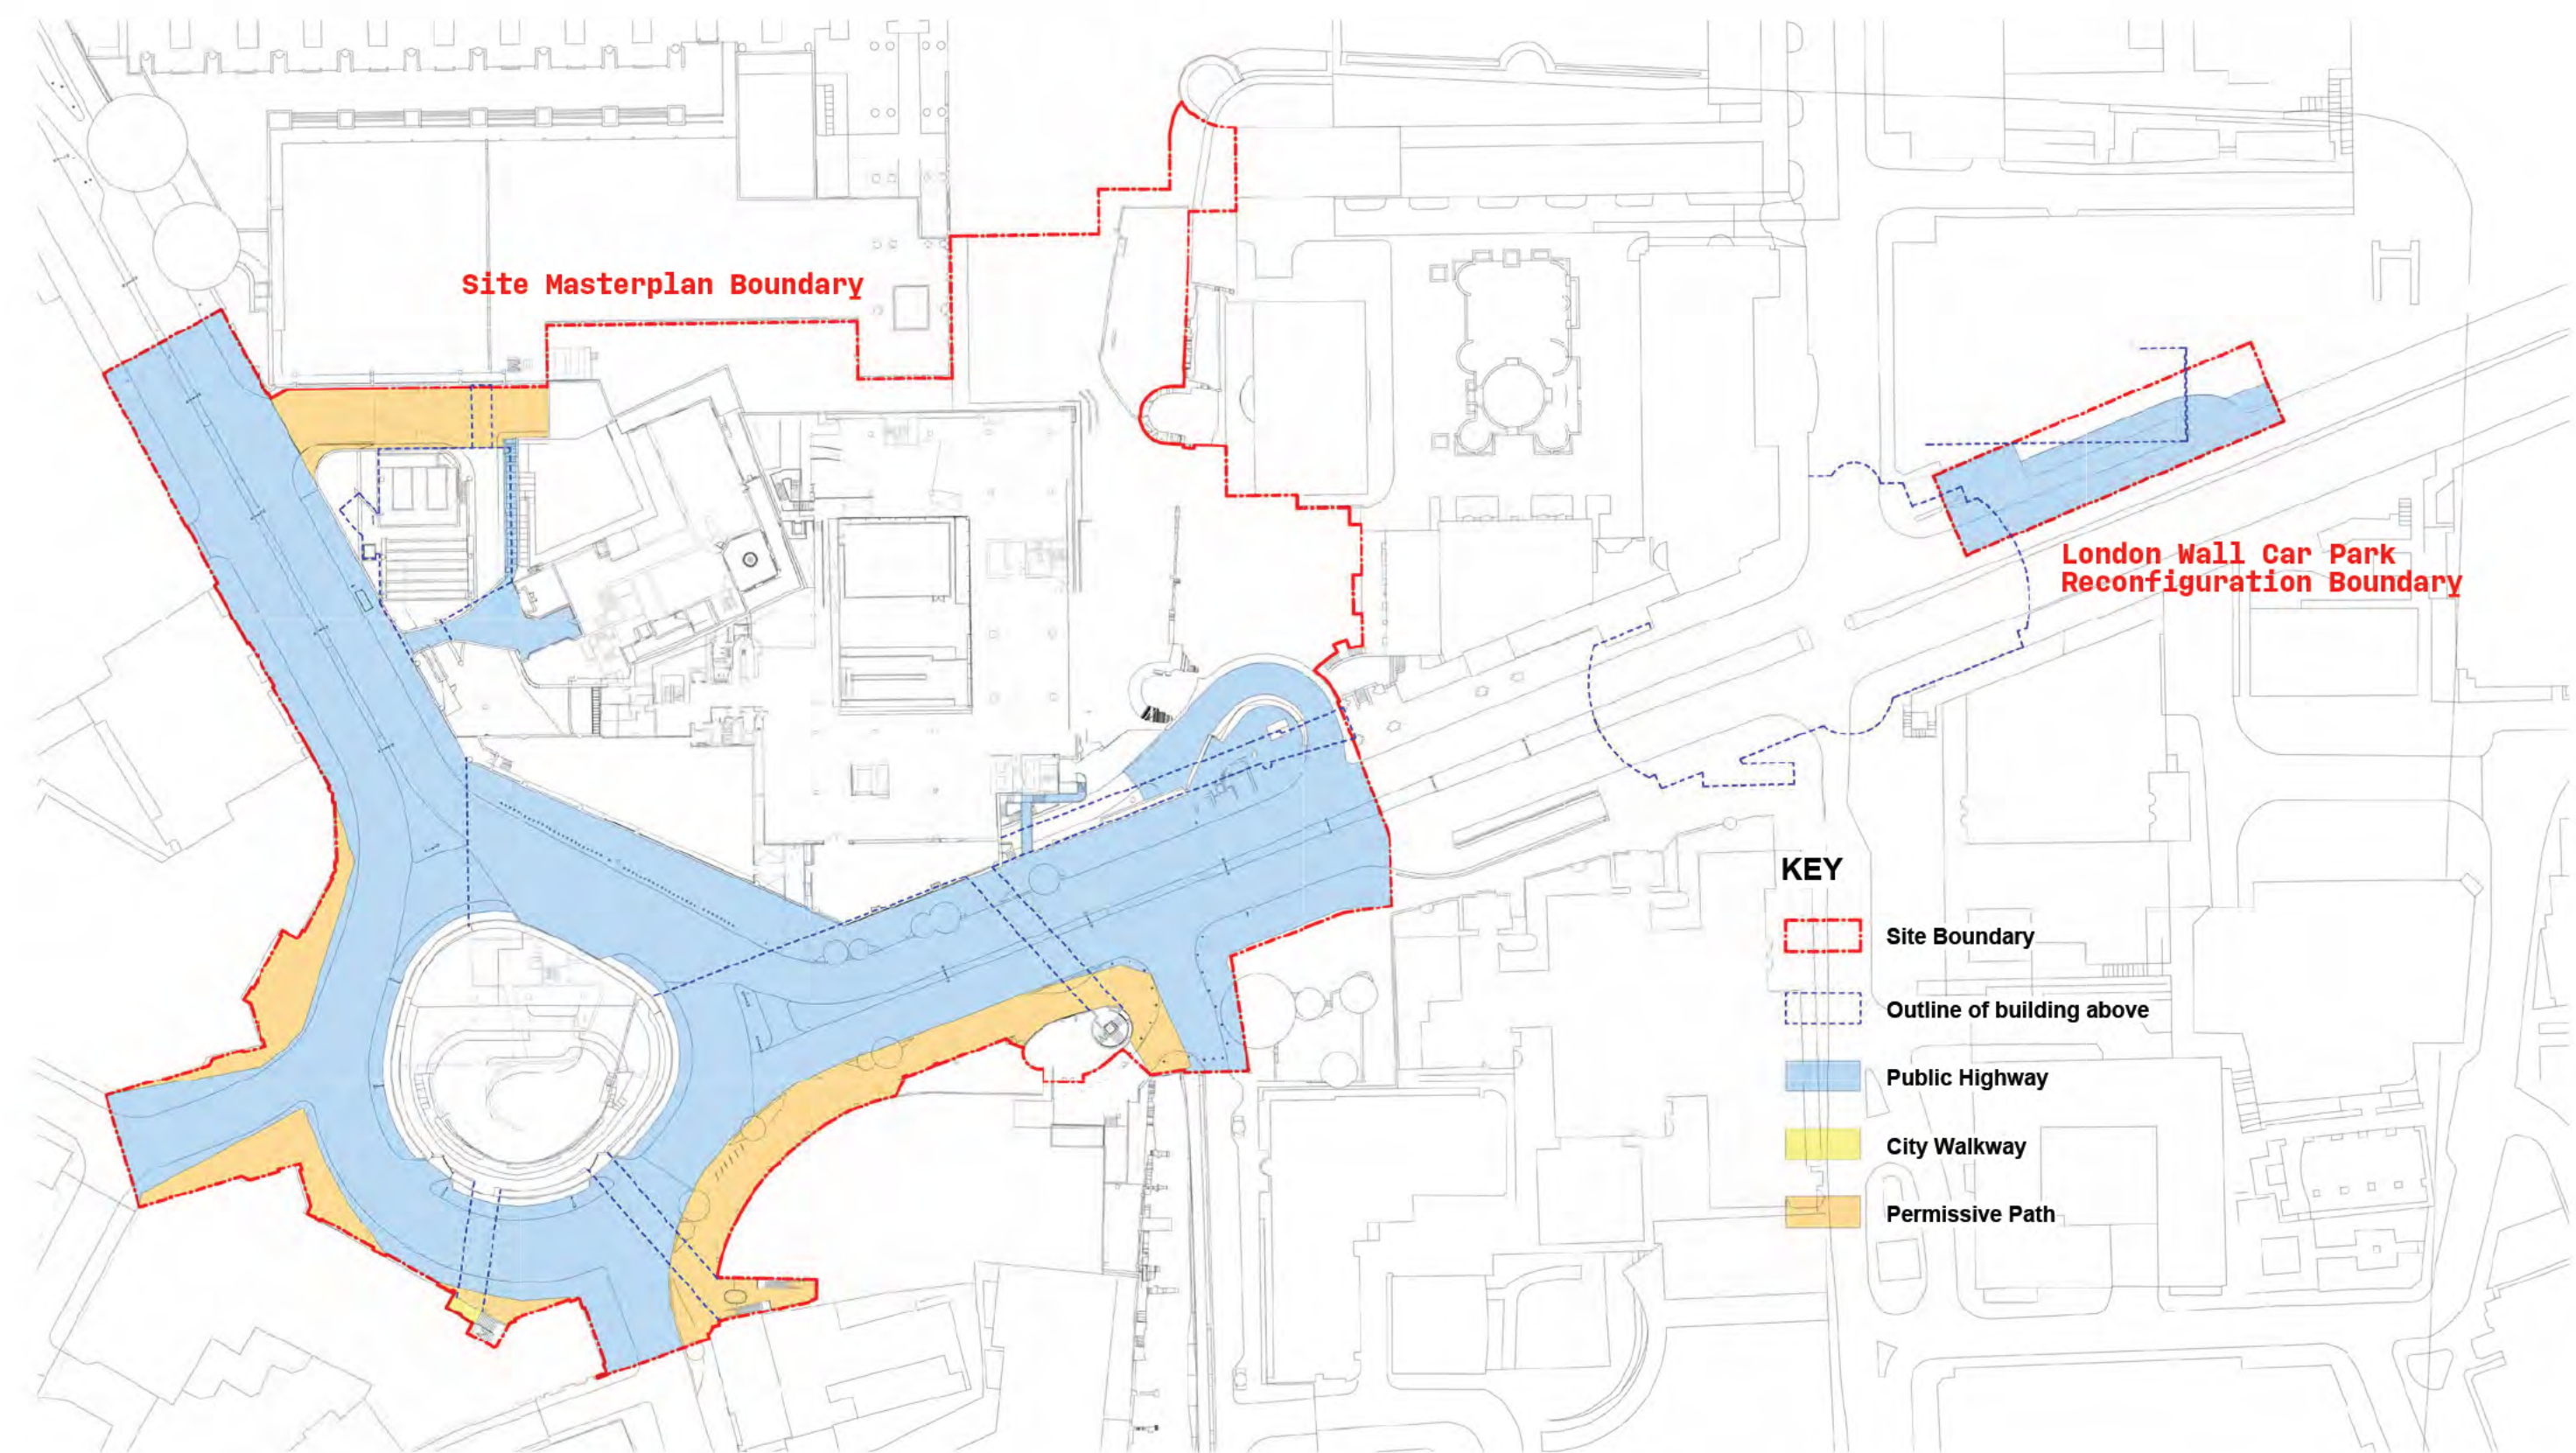 Site Masterplan Boundary
London Wall Car Park
Reconfiguration Boundary
KEY
Site Boundary
Outline of building above
Public Highway
City Walkway
Permissive Path